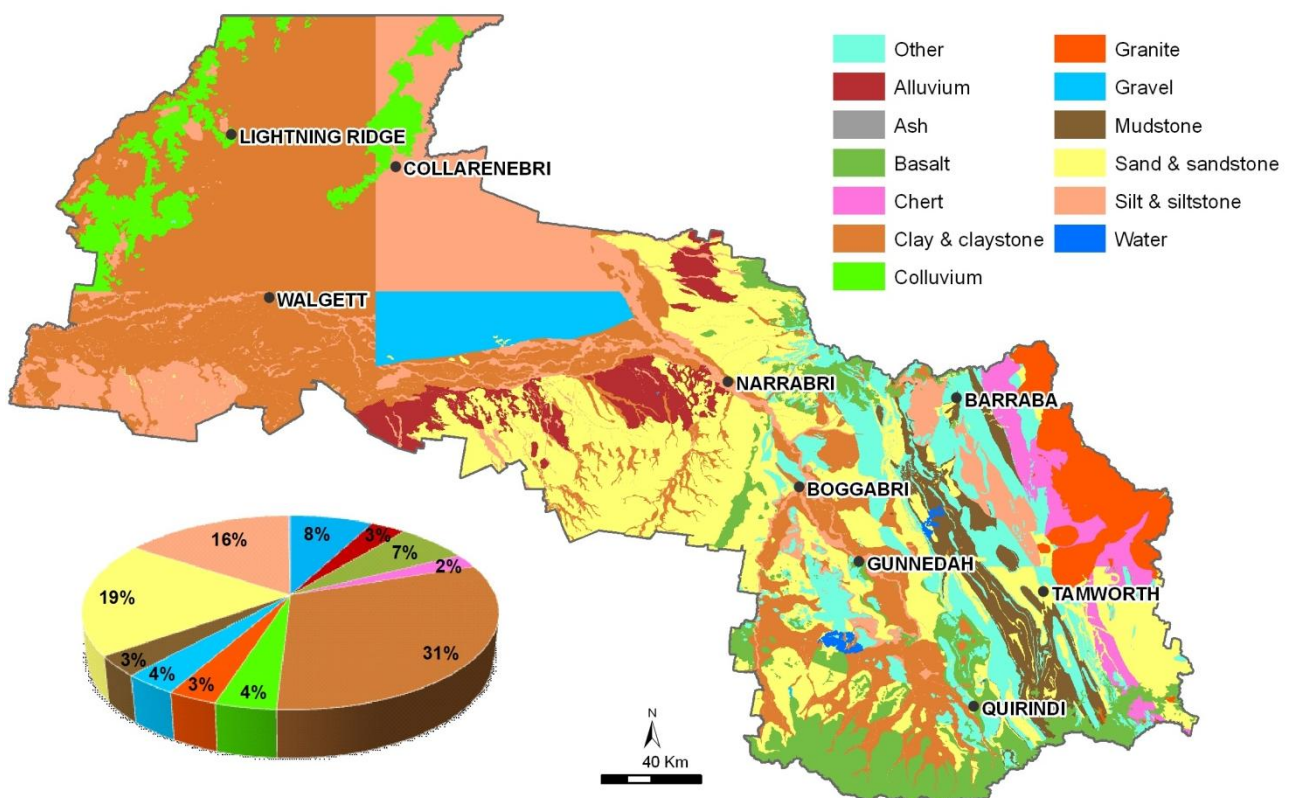 Other
Alluvium
Ash
Basalt
Chert
Clay & claystone
Colluvium
Granite
Gravel
Mudstone
Sand & sandstone
Silt & siltstone
Water
LIGHTNING RIDGE
COLLARENEBRI
WALGETT
NARRABRI
BARRABA
BOGGABRI
GUNNEDAH
TAMWORTH
QUIRINDI
16%
8%
3%
7%
2%
19%
31%
3%
4%
3%
4%
N
40 Km